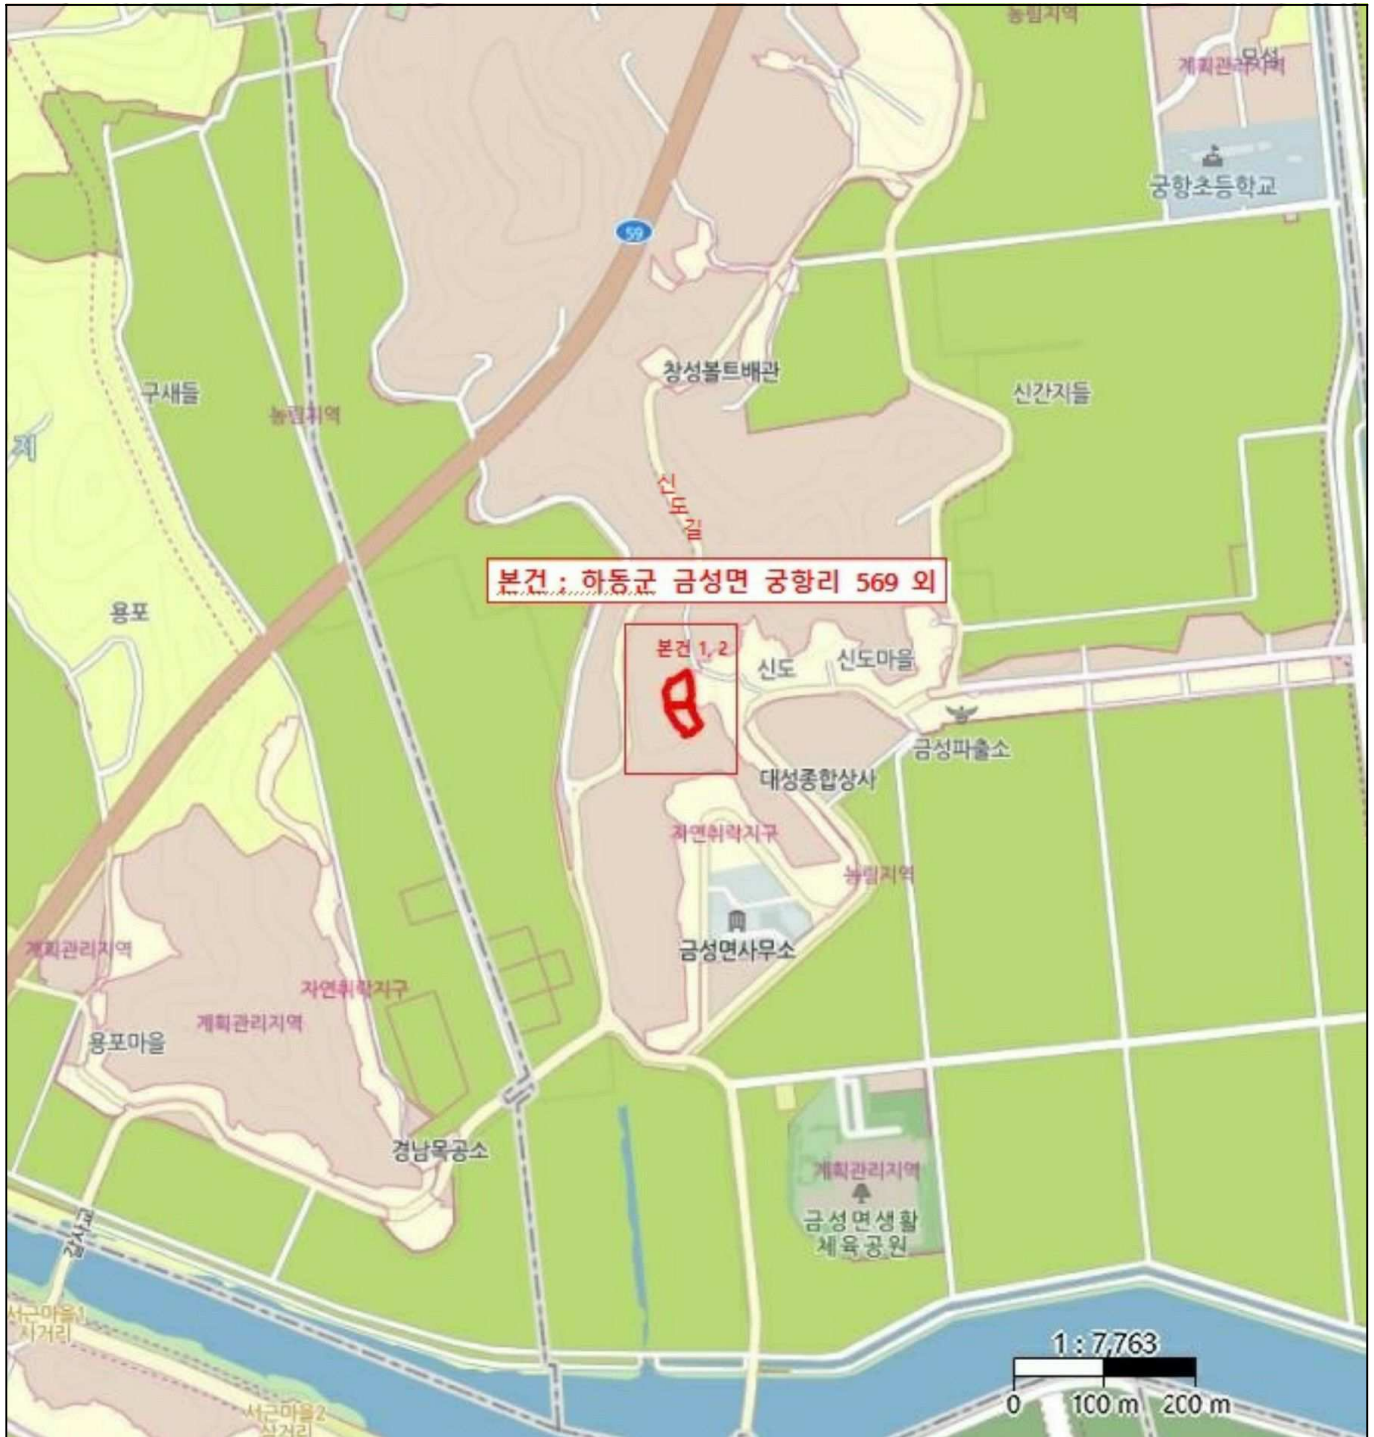 농림지역
모섬
계획관리지역
궁항초등학교
59
창성볼트배관
구새들
농림지역
신간지들
지
신
도
길
본건 ; 하동군 금성면 궁항리 569 외
용포
본건 1, 2
신도
신도마을
금성파출소
대성종합상사
자연취락지구
농림지역
계획관리지역
금성면사무소
자연취락지구
계획관리지역
용포마을
경남목공소
계획관리지역
금성면생활
체육공원
갈사교
서근마을1
사거리
1 : 7,763
0 100 m 200 m
서근마을2
삼거리